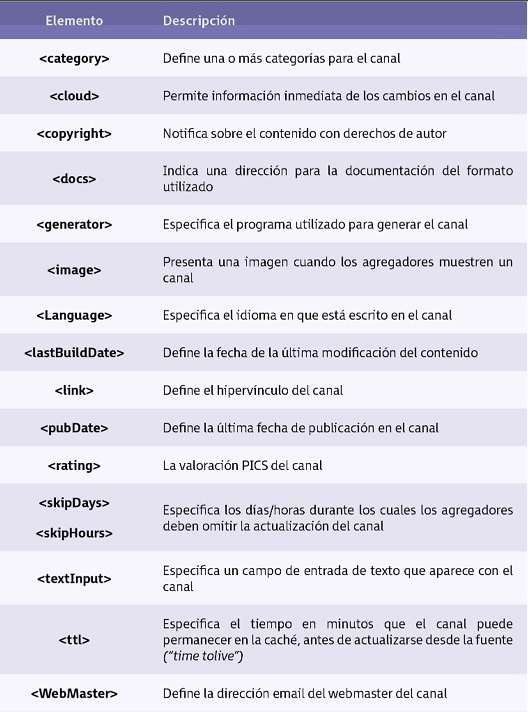 Elemento Descripción
<category> Define una o más categorías para el canal
<cloud> Permite información inmediata de los cambios en el canal
<copyright> Notifica sobre el contenido con derechos de autor
<docs> Indica una dirección para la documentación del formato
utilizado
<generator> Especifica el programa utilizado para generar el canal
<image> Presenta una imagen cuando los agregadores muestren un
canal
<Language> Especifica el idioma en que está escrito en el canal
<lastBuildDate> Define la fecha de la última modificación del contenido
<link> Define el hipervínculo del canal
<pubDate> Define la última fecha de publicación en el canal
<rating> La valoración PICS del canal
<skipDays>
<skipHours>
Especifica los días/horas durante los cuales los agregadores
deben omitir la actualización del canal
<textInput> Especifica un campo de entrada de texto que aparece con el
canal
<ttl> Especifica el tiempo en minutos que el canal puede
permanecer en la caché, antes de actualizarse desde la fuente
("time tolive")
<WebMaster> Define la dirección email del webmaster del canal